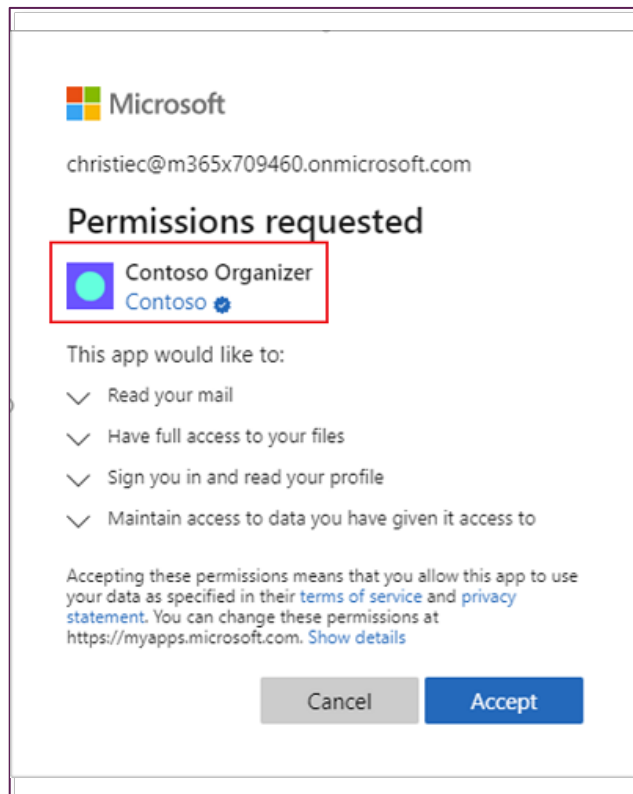 Microsoft
christiec@m365x709460.onmicrosoft.com
Permissions requested
Contoso Organizer
Contoso
This app would like to:
Read your mail
Have full access to your files
Sign you in and read your profile
Maintain access to data you have given it access to
Accepting these permissions means that you allow this app to use
your data as specified in their terms of service and privacy
statement. You can change these permissions at
https://myapps.microsoft.com. Show details
Cancel
Accept